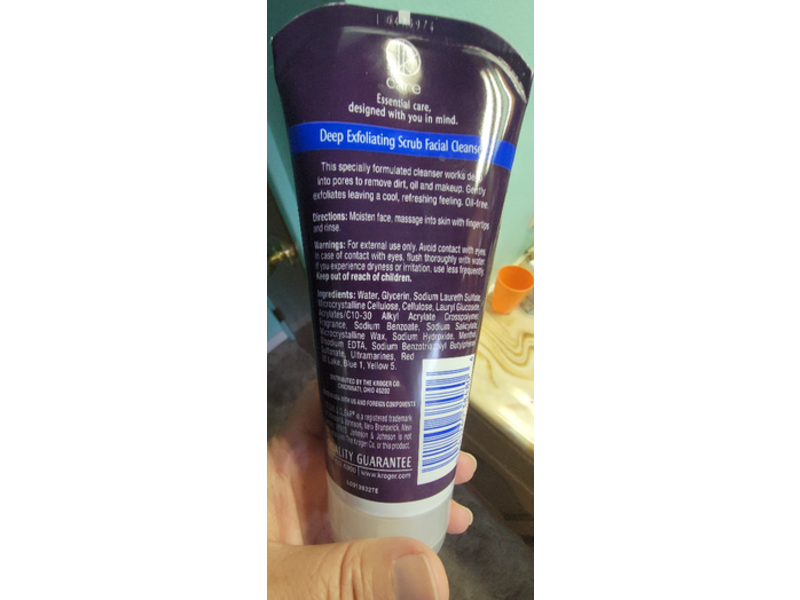 care
Essential care,
designed with you in mind.
Deep Exfoliating Scrub Facial
This specially formulated cleanser works
into pores to remove dirt, oil and makeup. Gently
exfoliates leaving a cool, refreshing feeling. Oil-free.
Directions: Moisten face, massage into skin with fingertips
and rinse.
Warnings: For external use only. Avoid contact with eyes.
In case of contact with eyes, flush thoroughly with water.
If you experience dryness or irritation, use less frequently.
Keep out of reach of children.
Ingredients: Water, Glycerin, Sodium Laureth Sulfate,
Microcrystalline Cellulose, Cellulose, Lauryl Glucoside,
Acrylates/C10-30 Alkyl Acrylate Crosspolymer,
Fragrance, Sodium Benzoate, Sodium Salicylate,
Microcrystalline Wax, Sodium Hydroxide, Menthol,
Disodium EDTA, Sodium Benzotriazolyl Butylphenol
Sulfonate, Ultramarines, Red
Lake, Blue 1, Yellow 5.
DISTRIBUTED BY THE KROGER CO.
CINCINNATI, OHIO 45202
WITH US AND FOREIGN COMPONENTS
CLEAR® is a registered trademark
New Brunswick, New
Johnson & Johnson is not
The Kroger Co. or this product.
GUARANTEE
www.kroger.com